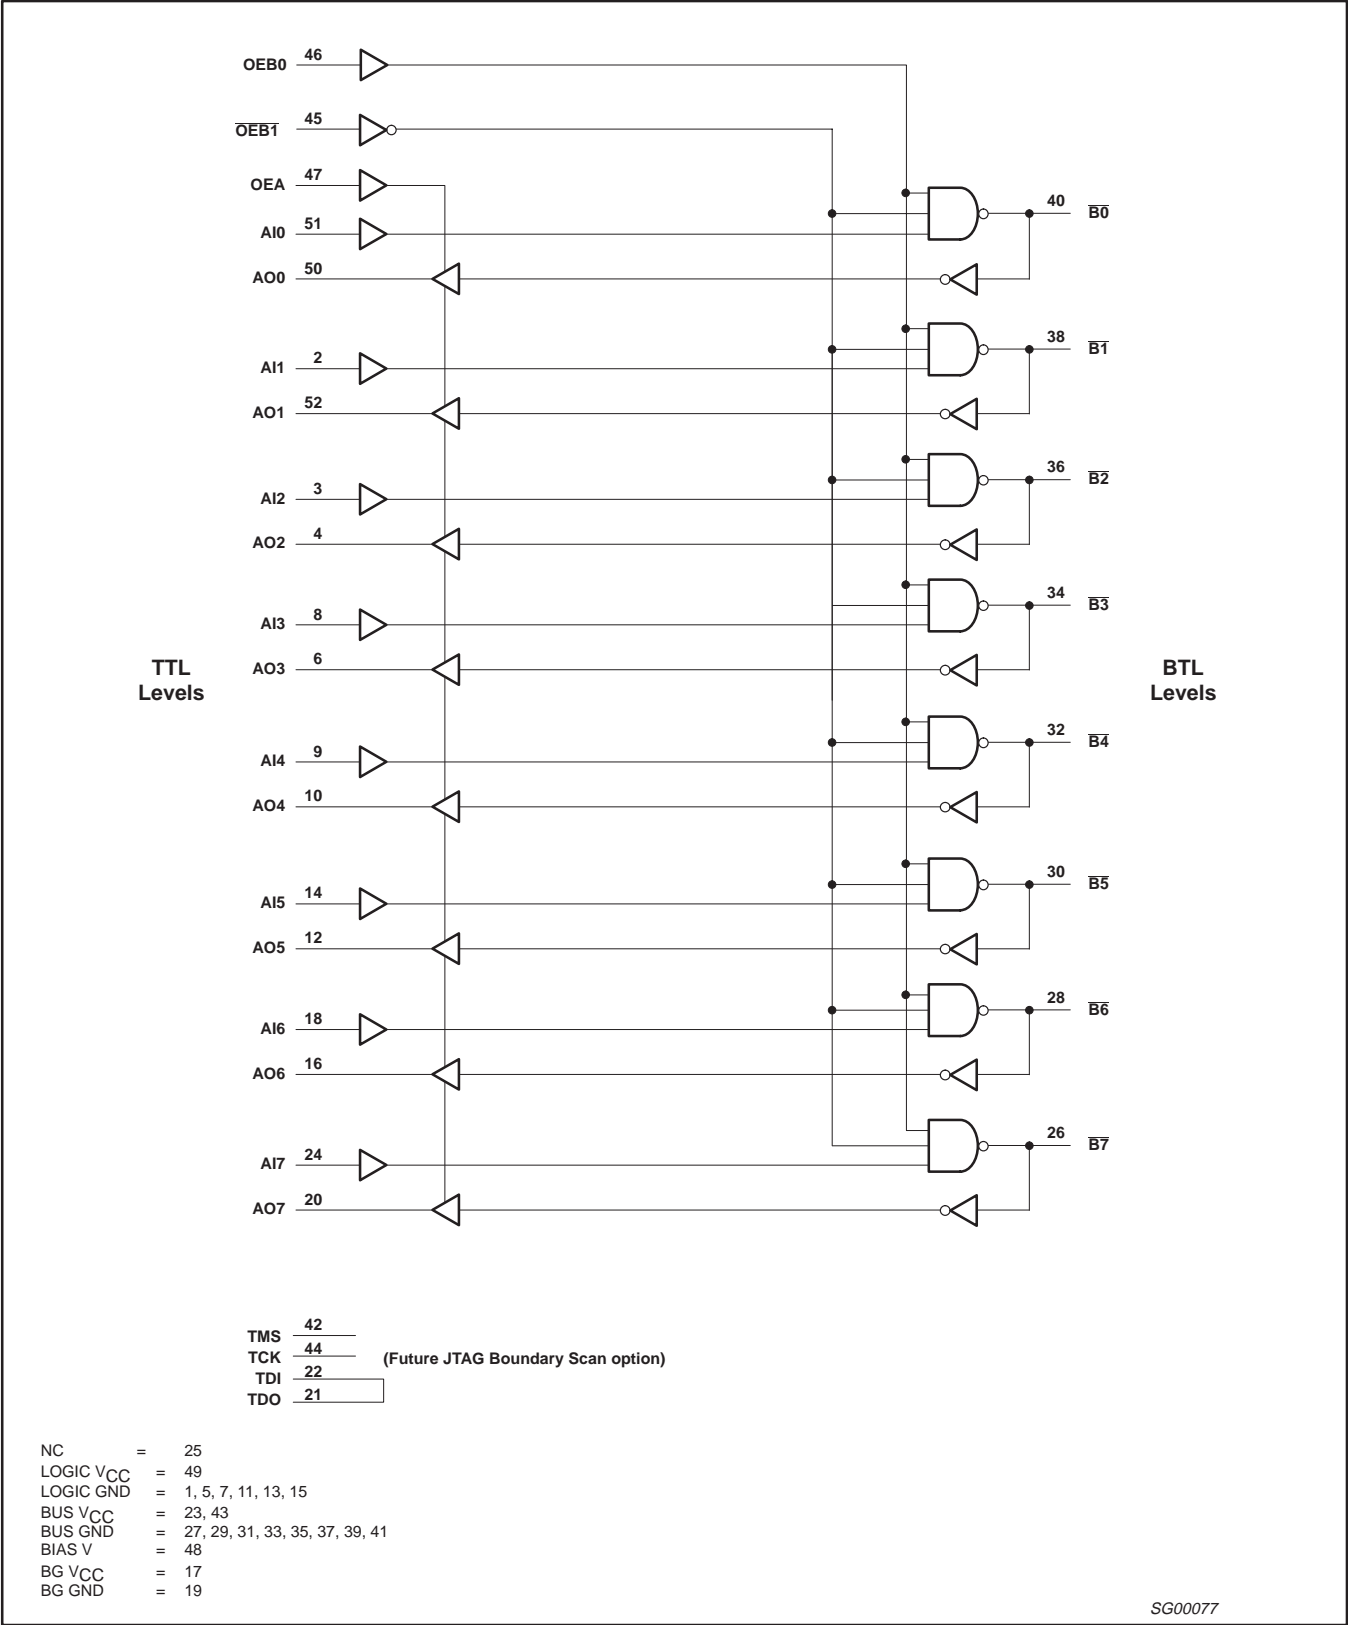 OEB0 46
OEB1 45
OEA 47
AI0 51
40 B0
AO0 50
AI1 2
38 B1
AO1 52
AI2 3
36 B2
AO2 4
AI3 8
34 B3
AO3 6
TTL
Levels
BTL
Levels
AI4 9
32 B4
AO4 10
AI5 14
30 B5
AO5 12
AI6 18
28 B6
AO6 16
AI7 24
26 B7
AO7 20
TMS 42
TCK 44
(Future JTAG Boundary Scan option)
TDI 22
TDO 21
NC = 25
LOGIC VCC = 49
LOGIC GND = 1, 5, 7, 11, 13, 15
BUS VCC = 23, 43
BUS GND = 27, 29, 31, 33, 35, 37, 39, 41
BIAS V = 48
BG VCC = 17
BG GND = 19
SG00077